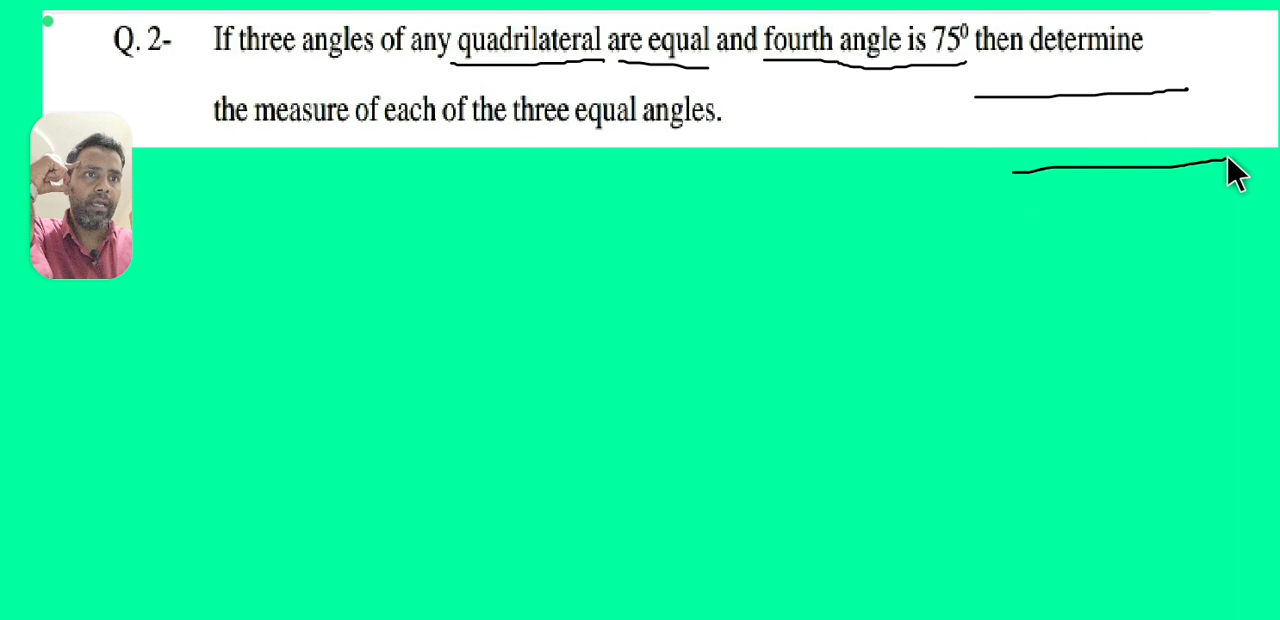 Q. 2- If three angles of any quadrilateral are equal and fourth angle is 75⁰ then determine
the measure of each of the three equal angles.